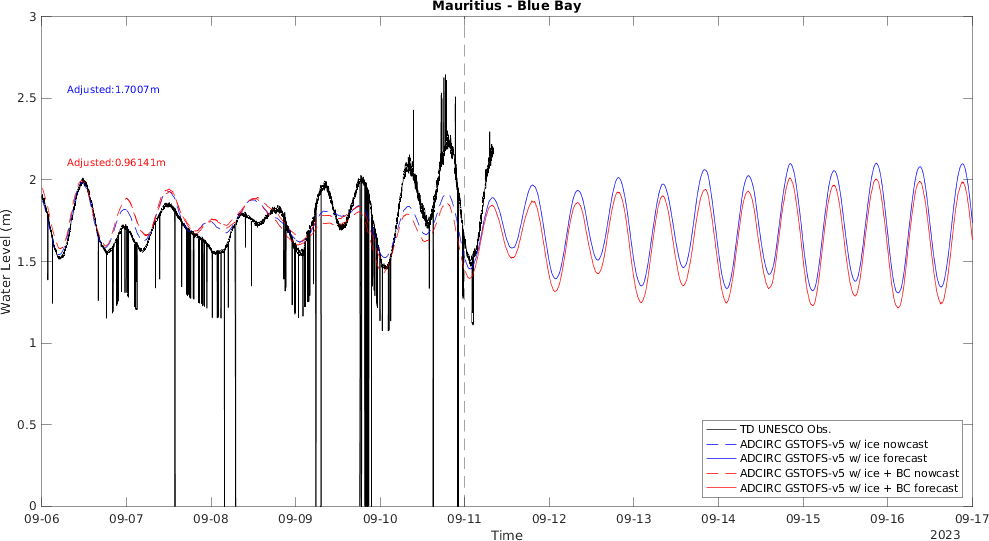 Mauritius - Blue Bay
Water Level (m)
3
2.5
2
1.5
1
0.5
0
Adjusted:1.7007m
Adjusted:0.96141m
TD UNESCO Obs.
ADCIRC GSTOFS-v5 w/ ice nowcast
ADCIRC GSTOFS-v5 w/ ice forecast
ADCIRC GSTOFS-v5 w/ ice + BC nowcast
ADCIRC GSTOFS-v5 w/ ice + BC forecast
09-06 09-07 09-08 09-09 09-10 09-11 09-12 09-13 09-14 09-15 09-16 09-17
Time
2023